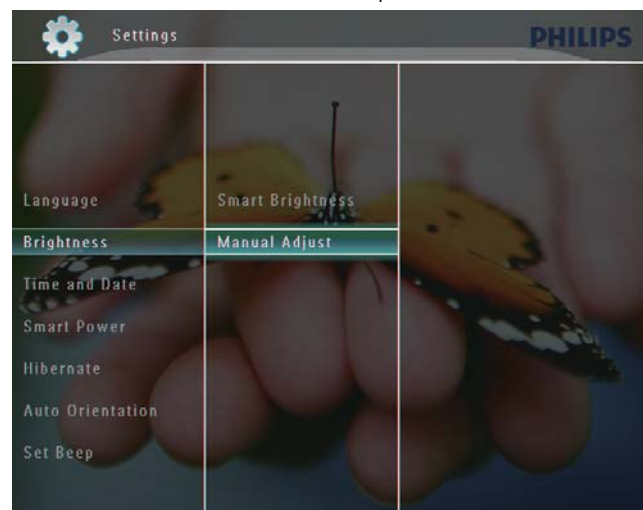 Settings
PHILIPS
Language
Smart Brightness
Brightness
Manual Adjust
Time and Date
Smart Power
Hibernate
Auto Orientation
Set Beep